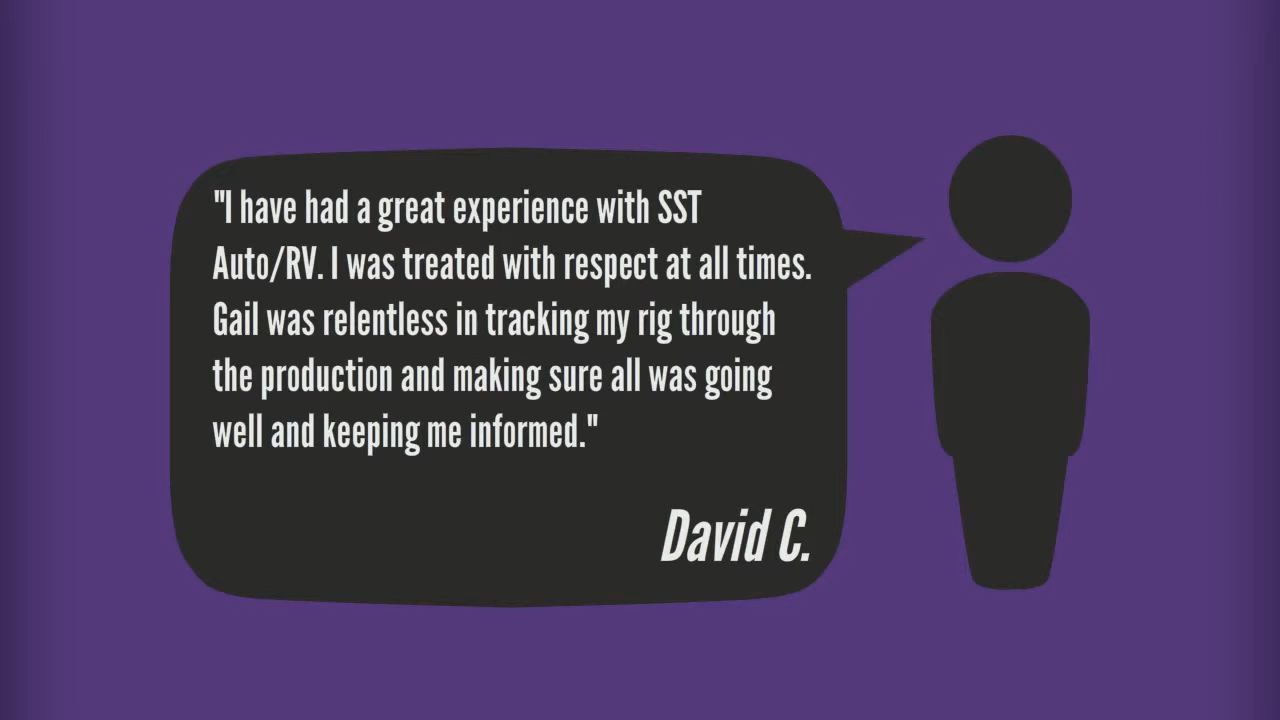 "I have had a great experience with SST
Auto/RV. I was treated with respect at all times.
Gail was relentless in tracking my rig through
the production and making sure all was going
well and keeping me informed."
David C.